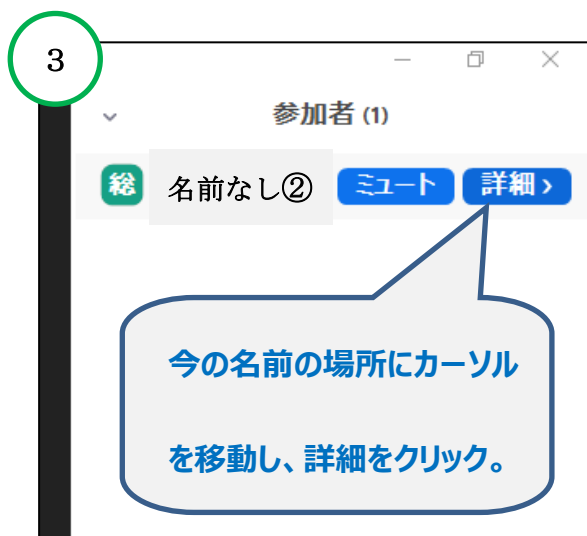 3
参加者 (1)
総 名前なし② ミュート 詳細 >
今の名前の場所にカーソル
を移動し、詳細をクリック。